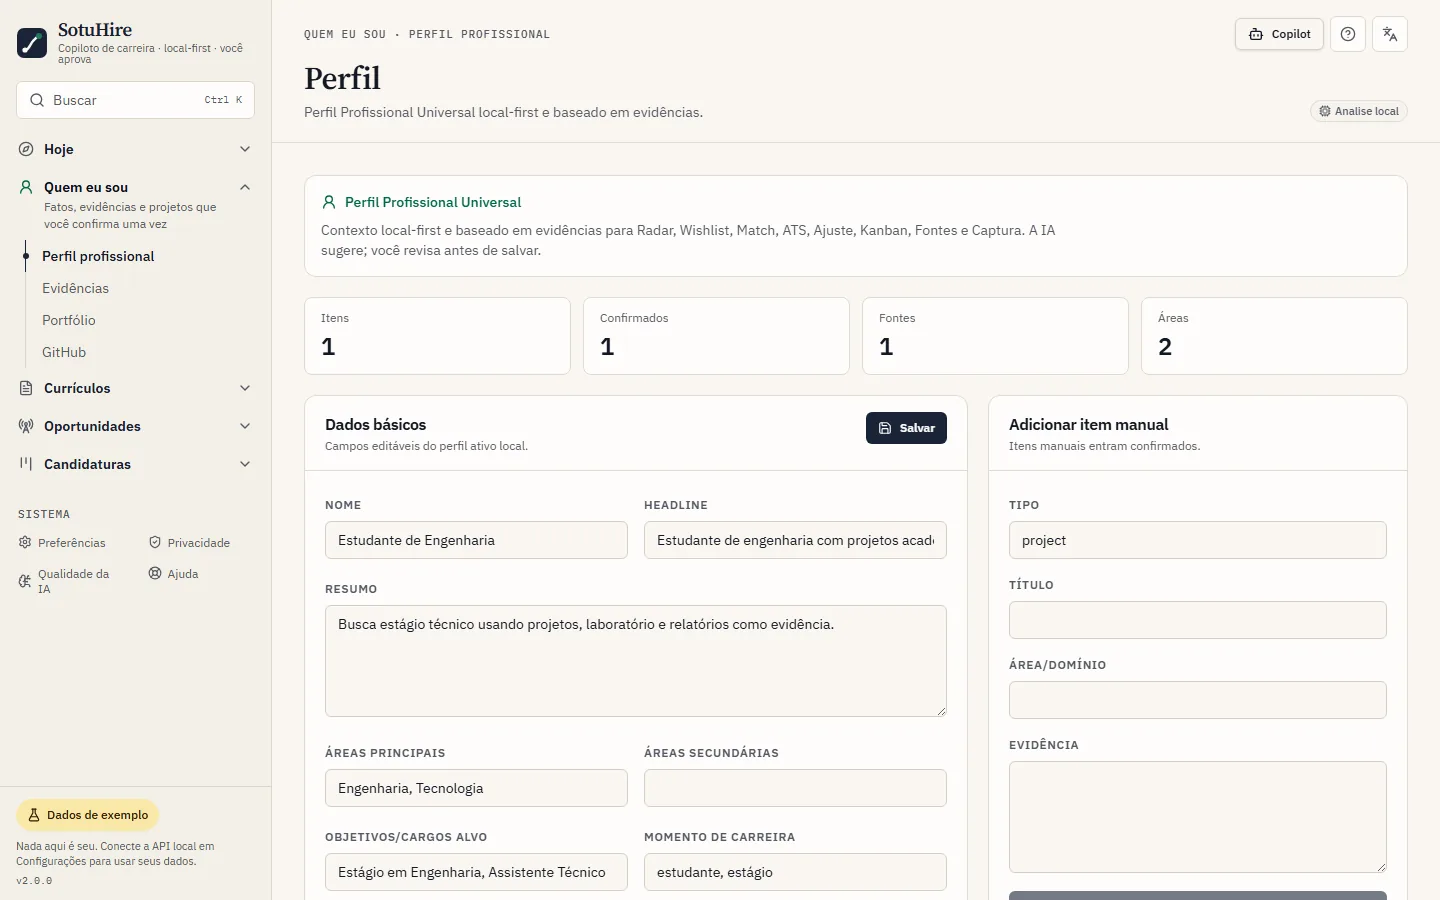 SotuHire
Copiloto de carreira · local-first · você
aprova
Buscar
Ctrl K
Hoje
Quem eu sou
Fatos, evidências e projetos que
você confirma uma vez
Perfil profissional
Evidências
Portfólio
GitHub
Currículos
Oportunidades
Candidaturas
SISTEMA
Preferências
Privacidade
Qualidade da
IA
Ajuda
Dados de exemplo
Nada aqui é seu. Conecte a API local em
Configurações para usar seus dados.
v2.0.0
QUEM EU SOU · PERFIL PROFISSIONAL
Copilot
Perfil
Perfil Profissional Universal local-first e baseado em evidências.
Analise local
Perfil Profissional Universal
Contexto local-first e baseado em evidências para Radar, Wishlist, Match, ATS, Ajuste, Kanban, Fontes e Captura. A IA
sugere; você revisa antes de salvar.
Itens
1
Confirmados
1
Fontes
1
Áreas
2
Dados básicos
Campos editáveis do perfil ativo local.
Salvar
NOME
HEADLINE
Estudante de Engenharia
Estudante de engenharia com projetos acad
RESUMO
Busca estágio técnico usando projetos, laboratório e relatórios como evidência.
ÁREAS PRINCIPAIS
ÁREAS SECUNDÁRIAS
Engenharia, Tecnologia
OBJETIVOS/CARGOS ALVO
MOMENTO DE CARREIRA
Estágio em Engenharia, Assistente Técnico
estudante, estágio
Adicionar item manual
Itens manuais entram confirmados.
TIPO
project
TÍTULO
ÁREA/DOMÍNIO
EVIDÊNCIA